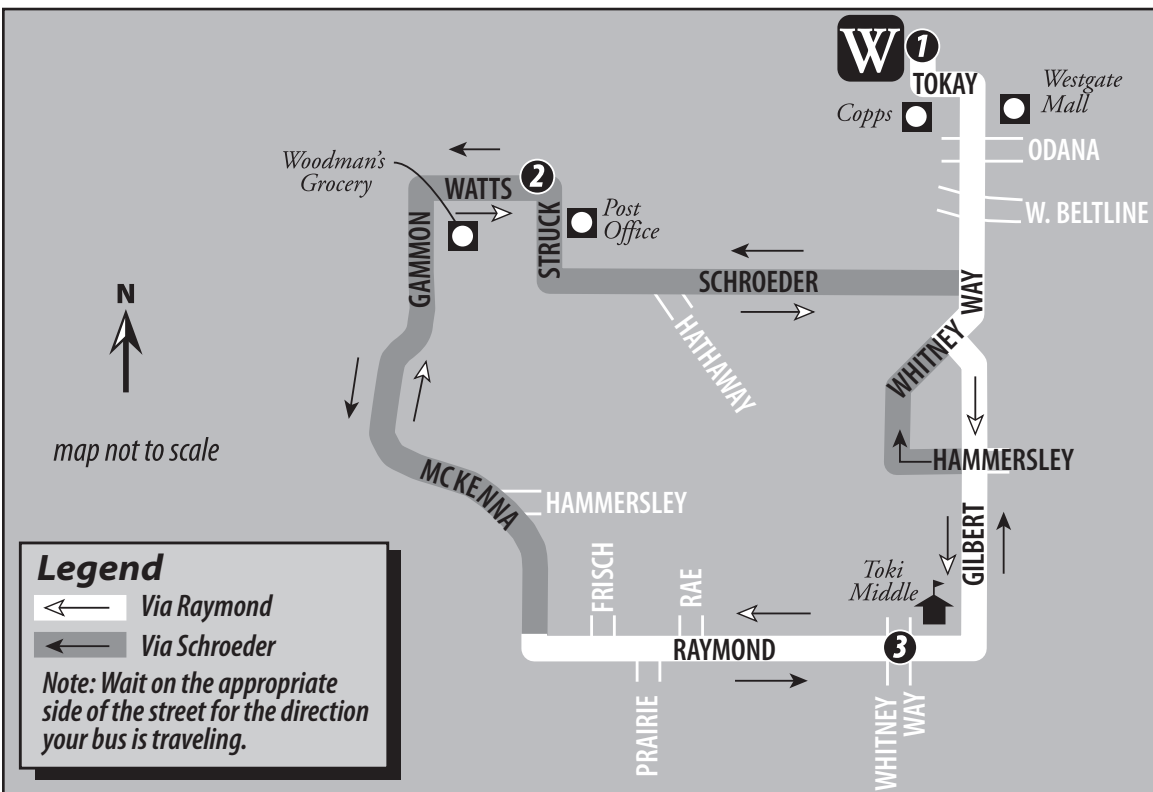 W 1
TOKAY
Copps
Westgate
Mall
ODANA
Woodman's
Grocery
WATTS 2
Post
Office
W. BELTLINE
GAMMON
STRUCK
SCHROEDER
WAY
N
HATHAWAY
WHITNEY
map not to scale
HAMMERSLEY
MCKENNA
HAMMERSLEY
GILBERT
Toki
Middle
FRISCH
RAE
RAYMOND
3
PRAIRIE
WHITNEY
WAY
Legend
Via Raymond
Via Schroeder
Note: Wait on the appropriate
side of the street for the direction
your bus is traveling.